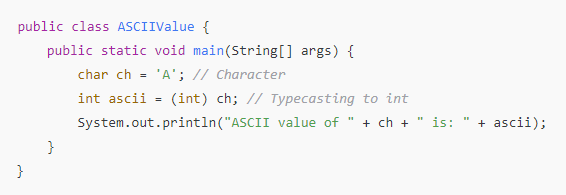 public class ASCIIValue {
    public static void main(String[] args) {
        char ch = 'A'; // Character
        int ascii = (int) ch; // Typecasting to int
        System.out.println("ASCII value of " + ch + " is: " + ascii);
    }
}